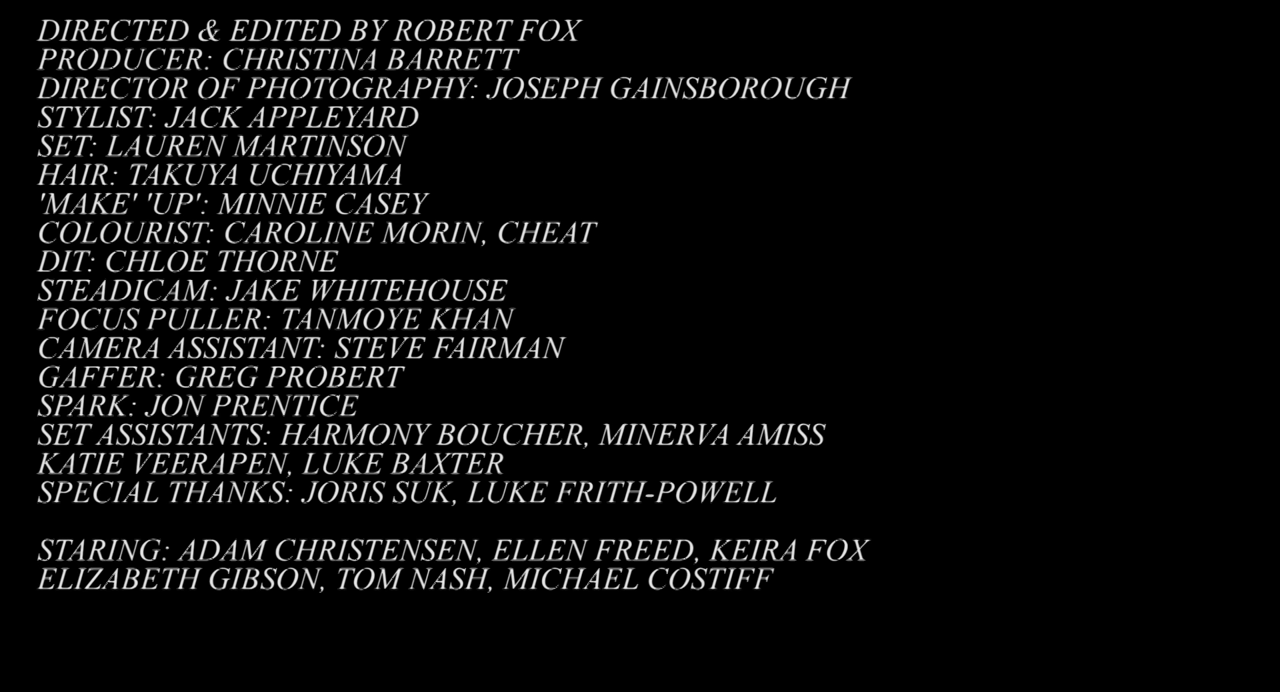 DIRECTED & EDITED BY ROBERT FOX
PRODUCER: CHRISTINA BARRETT
DIRECTOR OF PHOTOGRAPHY: JOSEPH GAINSBOROUGH
STYLIST: JACK APPLEYARD
SET: LAUREN MARTINSON
HAIR: TAKUYA UCHIYAMA
'MAKE' 'UP': MINNIE CASEY
COLOURIST: CAROLINE MORIN, CHEAT
DIT: CHLOE THORNE
STEADICAM: JAKE WHITEHOUSE
FOCUS PULLER: TANMOYE KHAN
CAMERA ASSISTANT: STEVE FAIRMAN
GAFFER: GREG PROBERT
SPARK: JON PRENTICE
SET ASSISTANTS: HARMONY BOUCHER, MINERVA AMISS
KATIE VEERAPEN, LUKE BAXTER
SPECIAL THANKS: JORIS SUK, LUKE FRITH-POWELL
STARING: ADAM CHRISTENSEN, ELLEN FREED, KEIRA FOX
ELIZABETH GIBSON, TOM NASH, MICHAEL COSTIFF